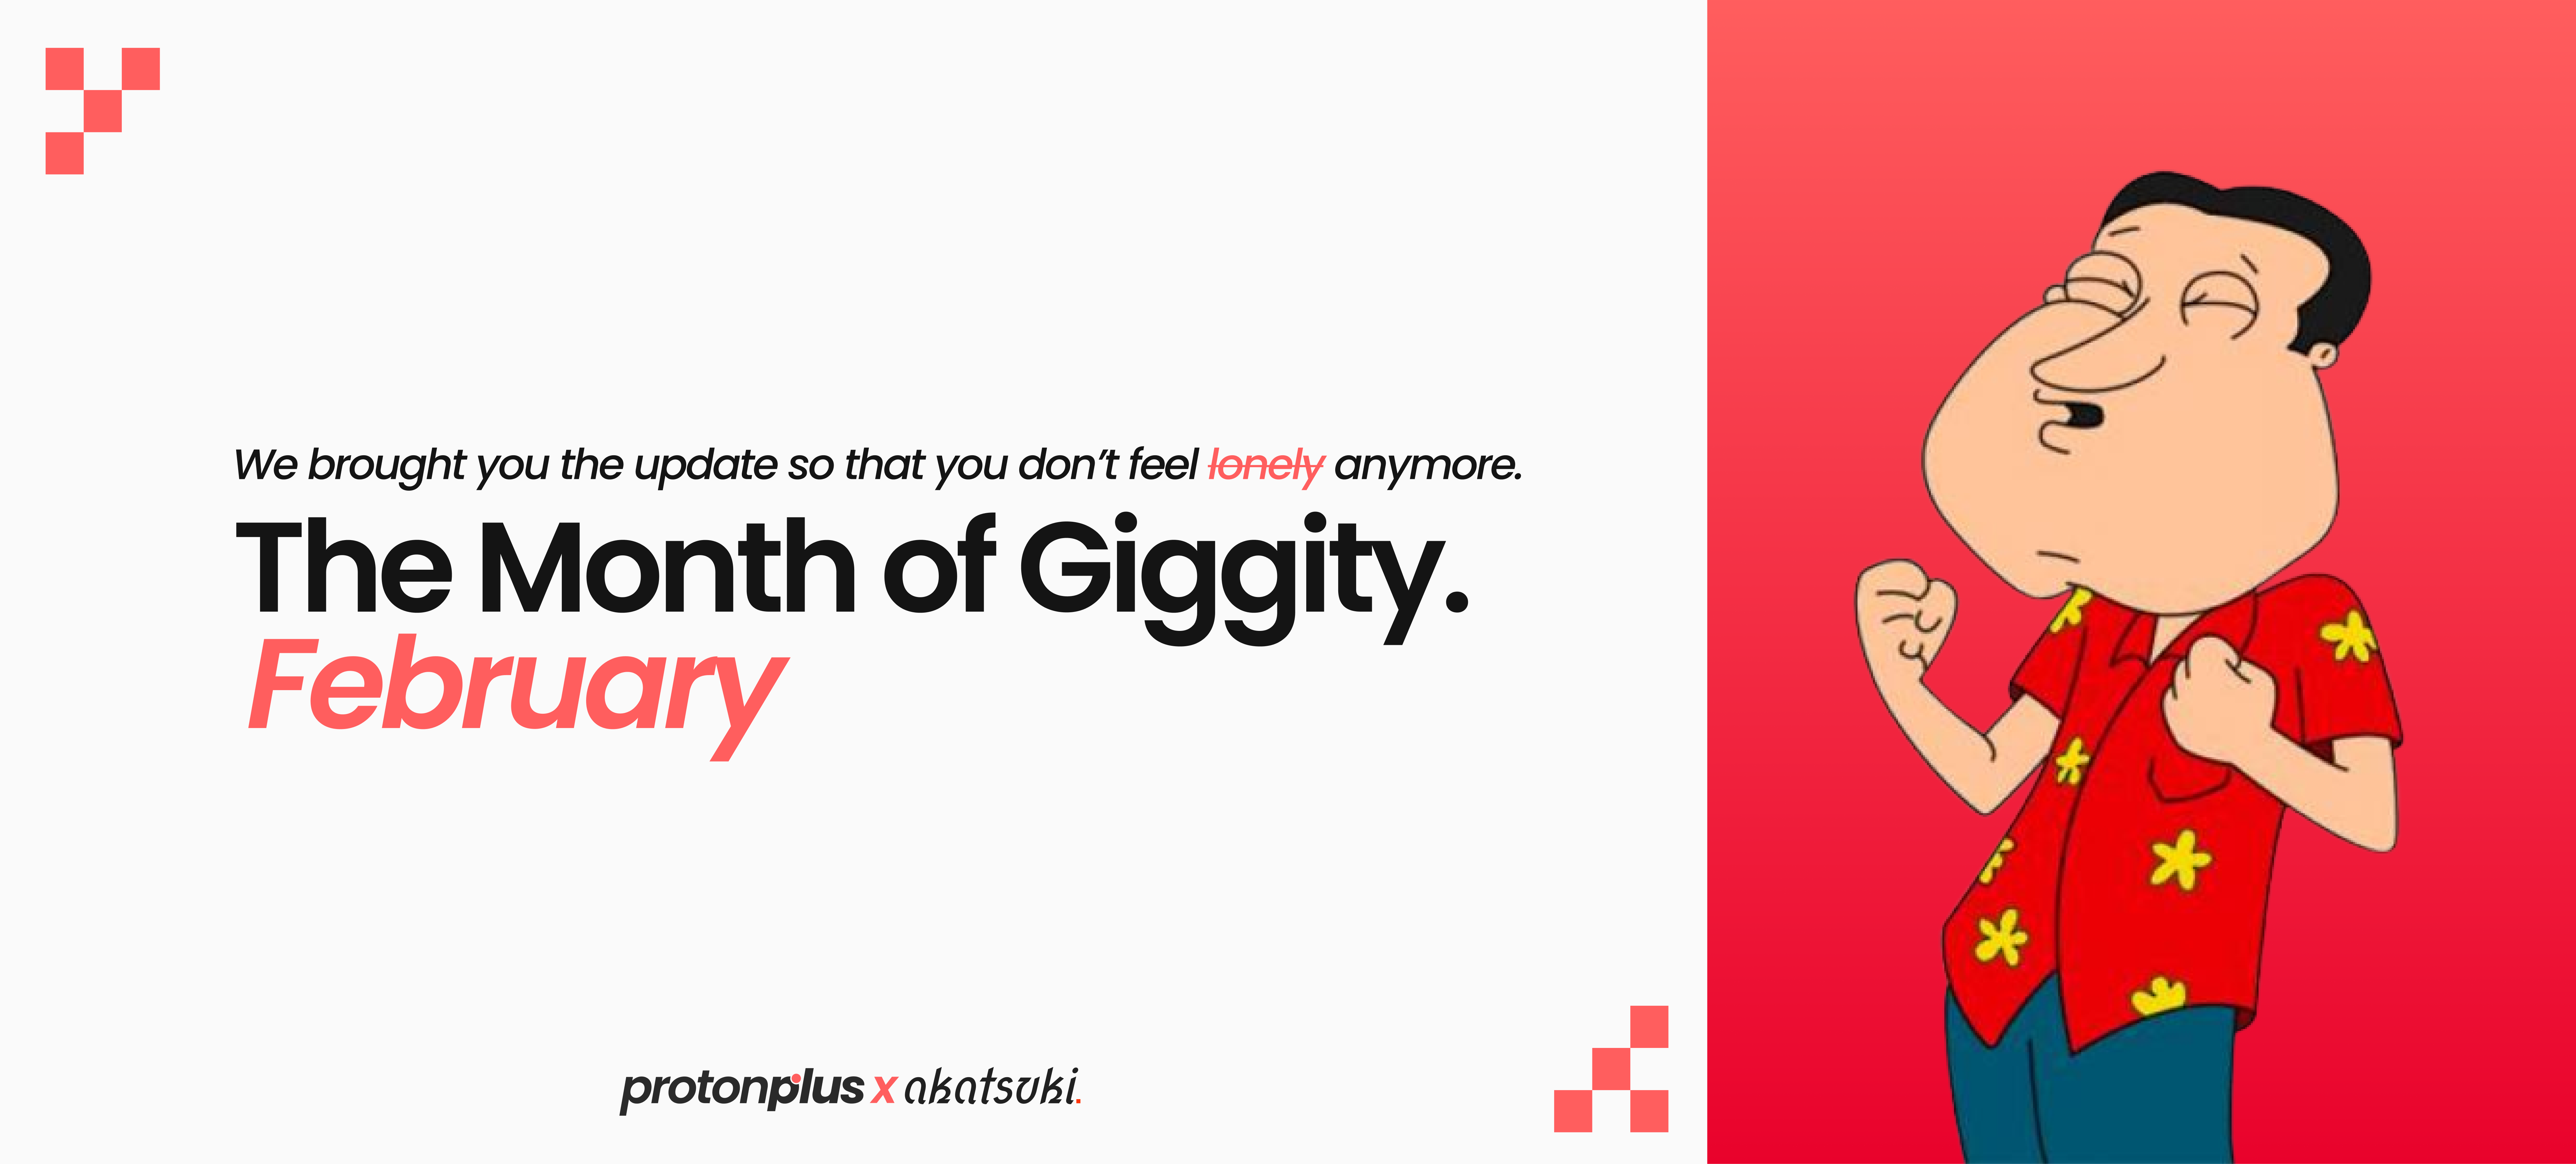 We brought you the update so that you don't feel lonely anymore.
The Month of Giggity.
February
protonplus x akatsuki.